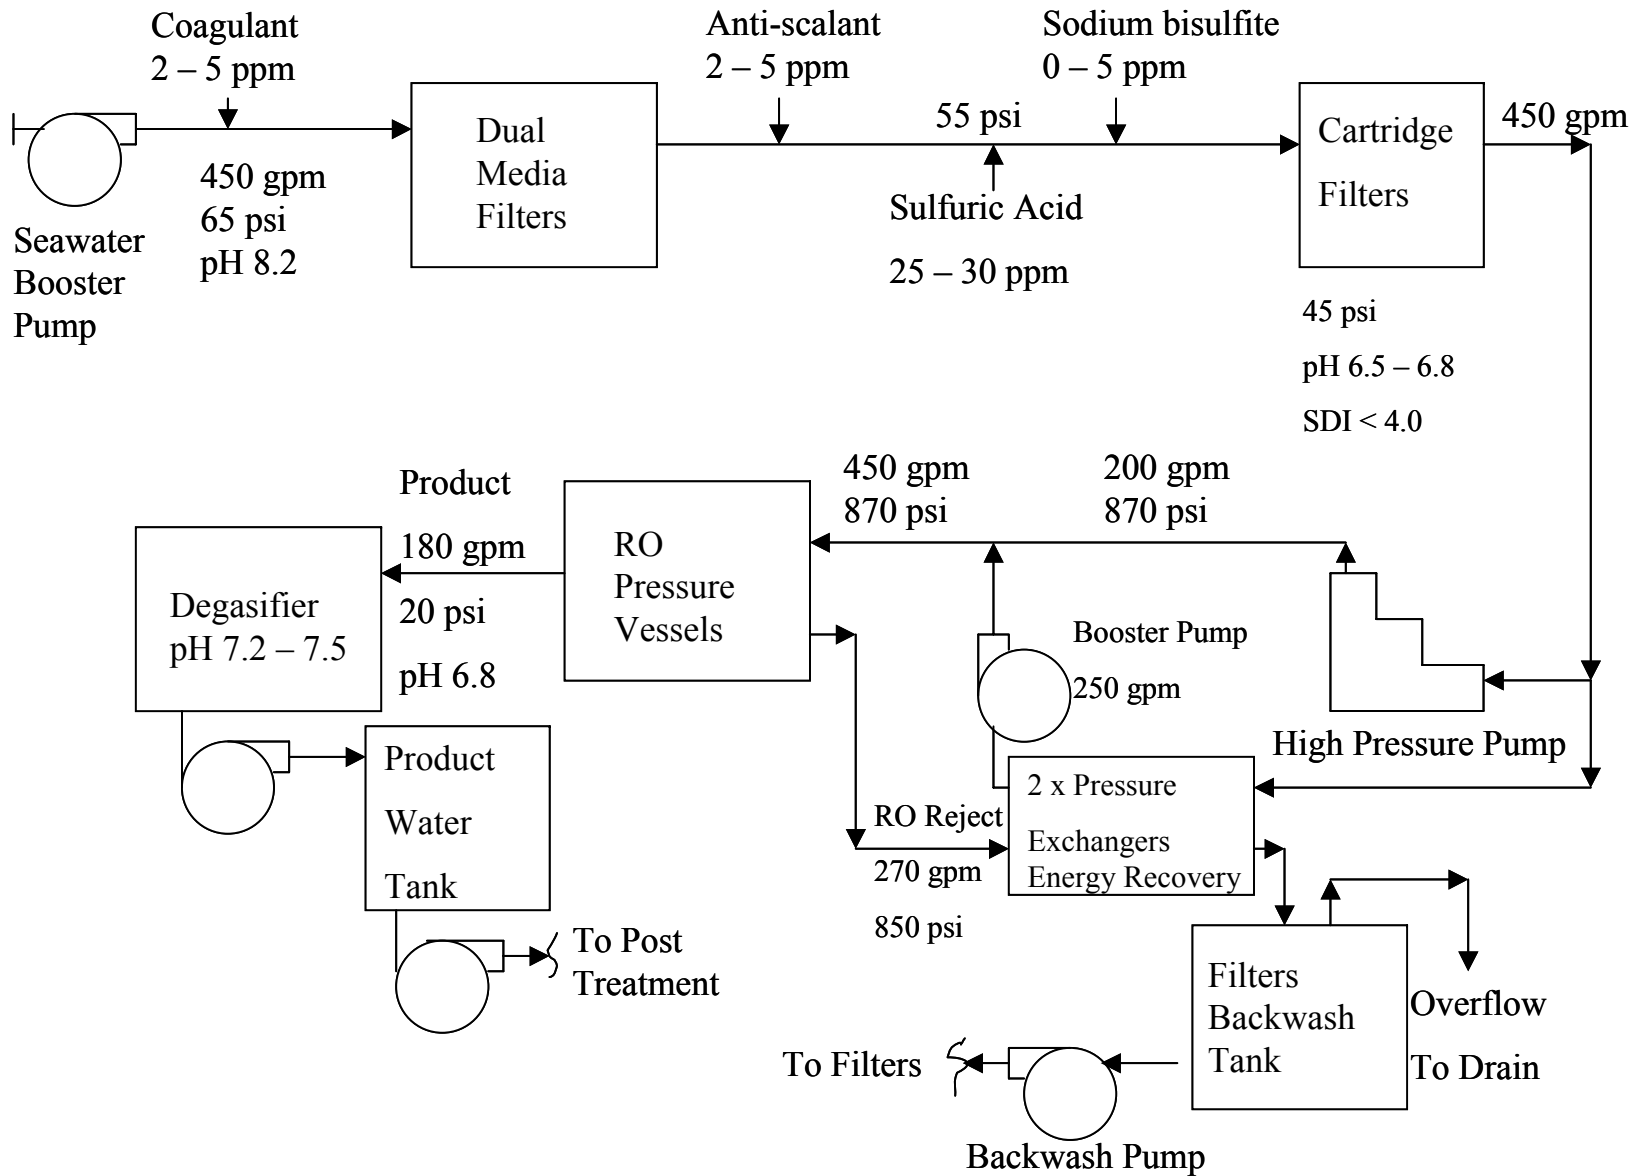 Coagulant
2 – 5 ppm
Anti-scalant
2 – 5 ppm
Sodium bisulfite
0 – 5 ppm
55 psi
450 gpm
Dual
Media
Filters
Cartridge
Filters
450 gpm
65 psi
pH 8.2
Sulfuric Acid
25 – 30 ppm
Seawater
Booster
Pump
45 psi
pH 6.5 – 6.8
SDI < 4.0
450 gpm
870 psi
200 gpm
870 psi
Product
180 gpm
20 psi
pH 6.8
RO
Pressure
Vessels
Degasifier
pH 7.2 – 7.5
Booster Pump
250 gpm
High Pressure Pump
Product
Water
Tank
2 x Pressure
Exchangers
Energy Recovery
RO Reject
270 gpm
850 psi
To Post
Treatment
Filters
Backwash
Tank
Overflow
To Drain
To Filters
Backwash Pump